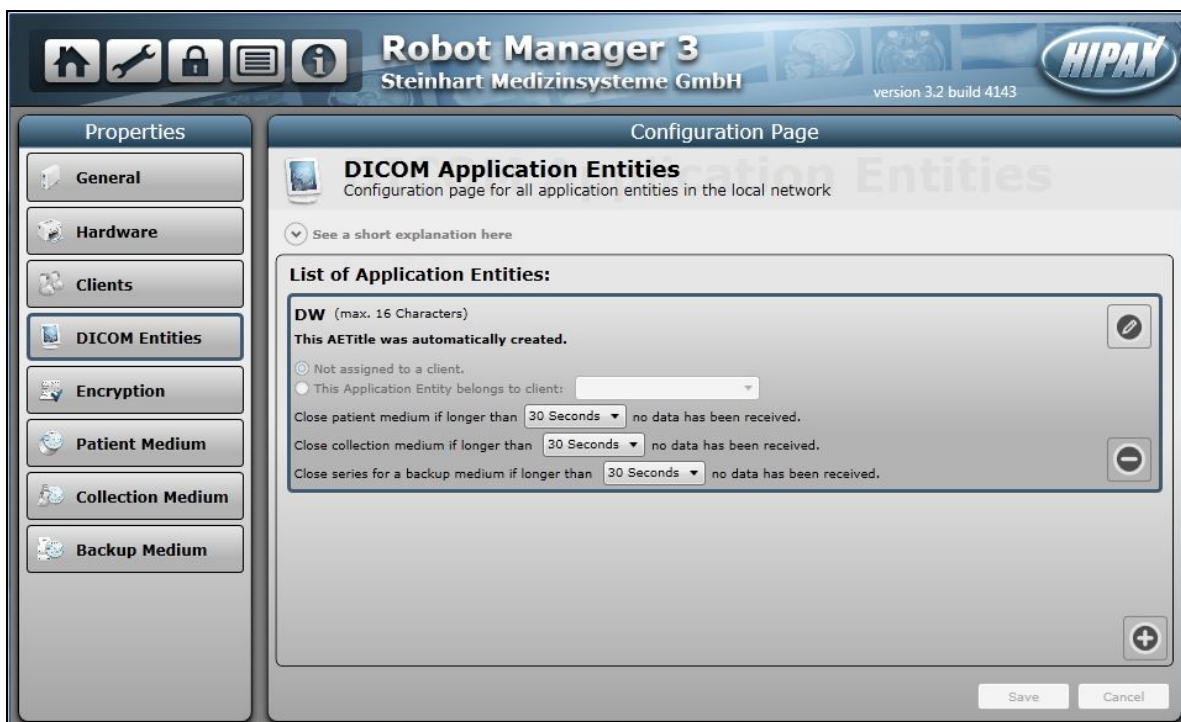 Robot Manager 3
Steinhart Medizinsysteme GmbH
version 3.2 build 4143
HIPAX
Properties
General
Hardware
Clients
DICOM Entities
Encryption
Patient Medium
Collection Medium
Backup Medium
Configuration Page
DICOM Application Entities
Configuration page for all application entities in the local network
See a short explanation here
List of Application Entities:
DW (max. 16 Characters)
This AETitle was automatically created.
Not assigned to a client.
This Application Entity belongs to client:
Close patient medium if longer than 30 Seconds no data has been received.
Close collection medium if longer than 30 Seconds no data has been received.
Close series for a backup medium if longer than 30 Seconds no data has been received.
Save Cancel